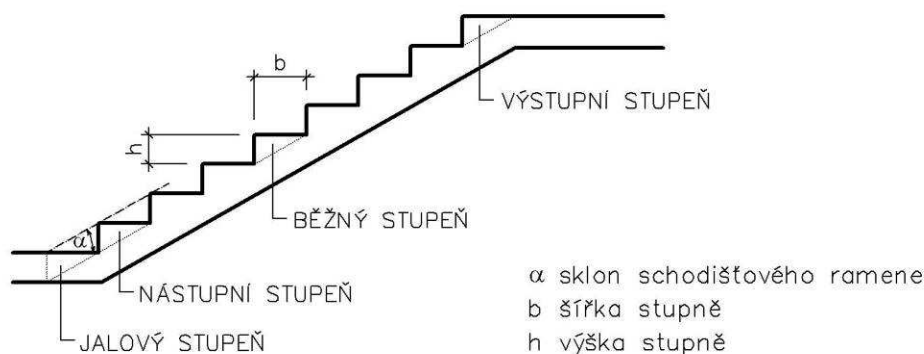 b
VÝSTUPNÍ STUPEŇ
h
BĚŽNÝ STUPEŇ
α
NÁSTUPNÍ STUPEŇ
JALOVÝ STUPEŇ
α sklon schodišťového ramene
b šířka stupně
h výška stupně